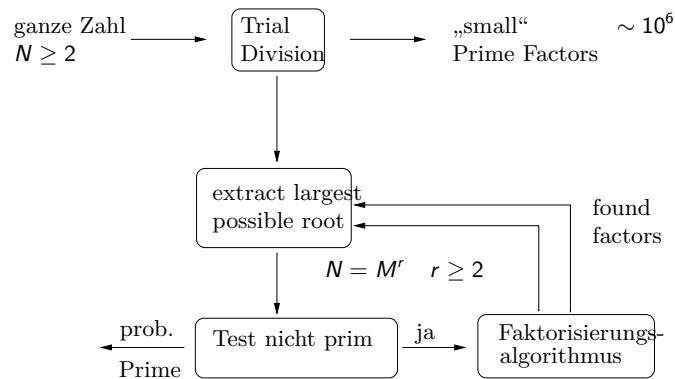 ganze Zahl
N ≥ 2
Trial
Division
„small“ ∼ 10⁶
Prime Factors
extract largest
possible root
found
factors
N = Mʳ r ≥ 2
prob.
Prime
Test nicht prim
ja
Faktorisierungs-
algorithmus